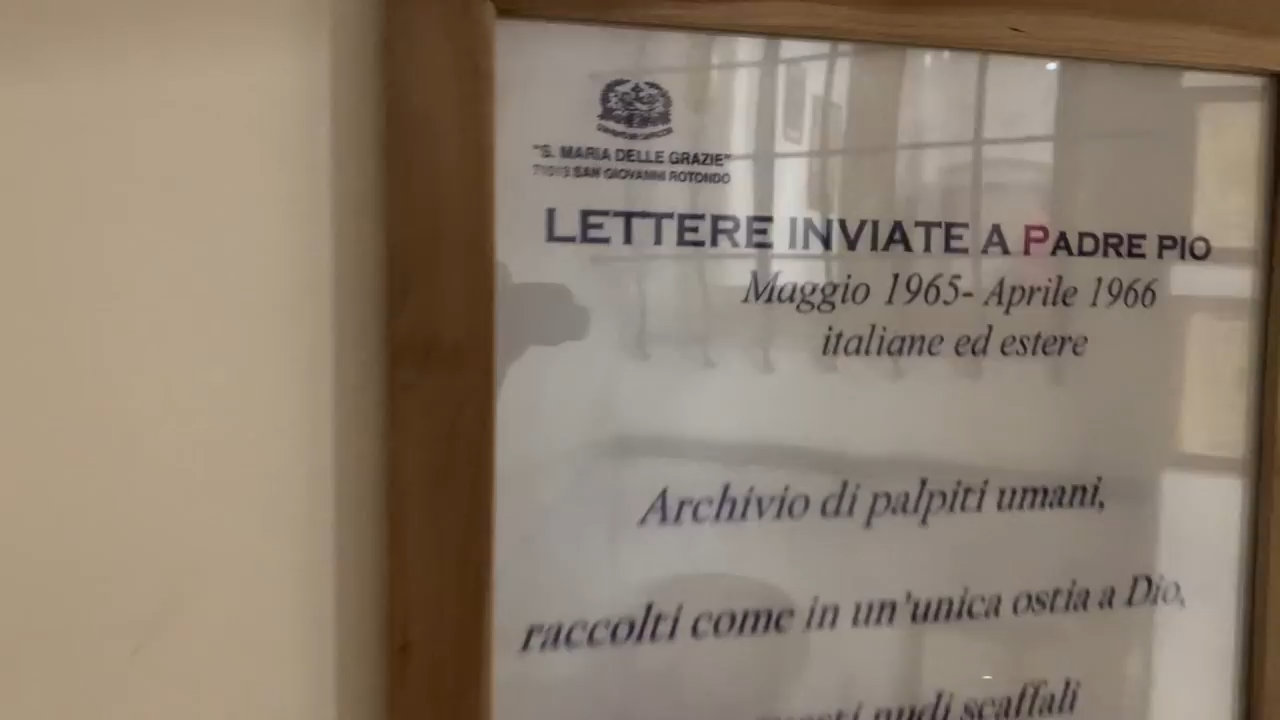 "S. MARIA DELLE GRAZIE"
71013 SAN GIOVANNI ROTONDO
LETTERE INVIATE A PADRE PIO
Maggio 1965- Aprile 1966
italiane ed estere
Archivio di palpiti umani,
raccolti come in un'unica ostia a Dio,
nudi scaffali